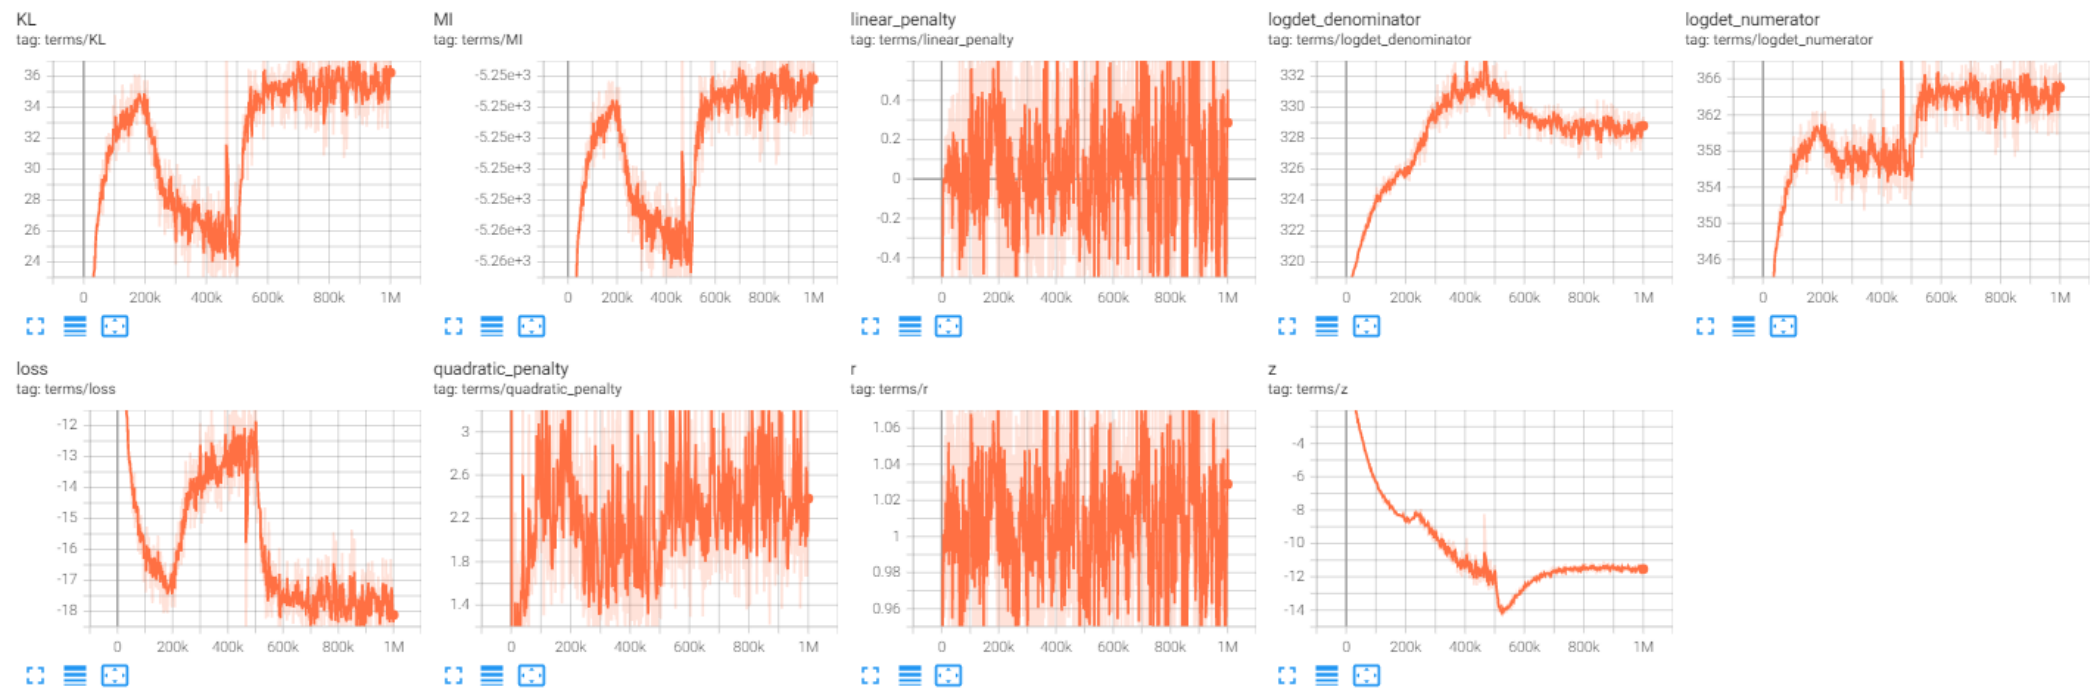 KL
tag: terms/KL
36
34
32
30
28
26
24
0 200k 400k 600k 800k 1M
MI
tag: terms/MI
-5.25e+3
-5.25e+3
-5.25e+3
-5.25e+3
-5.25e+3
-5.26e+3
-5.26e+3
0 200k 400k 600k 800k 1M
linear_penalty
tag: terms/linear_penalty
0.4
0.2
0
-0.2
-0.4
0 200k 400k 600k 800k 1M
logdet_denominator
tag: terms/logdet_denominator
332
330
328
326
324
322
320
0 200k 400k 600k 800k 1M
logdet_numerator
tag: terms/logdet_numerator
366
362
358
354
350
346
0 200k 400k 600k 800k 1M
loss
tag: terms/loss
-12
-13
-14
-15
-16
-17
-18
0 200k 400k 600k 800k 1M
quadratic_penalty
tag: terms/quadratic_penalty
3
2.6
2.2
1.8
1.4
0 200k 400k 600k 800k 1M
r
tag: terms/r
1.06
1.04
1.02
1
0.98
0.96
0 200k 400k 600k 800k 1M
z
tag: terms/z
-4
-6
-8
-10
-12
-14
0 200k 400k 600k 800k 1M